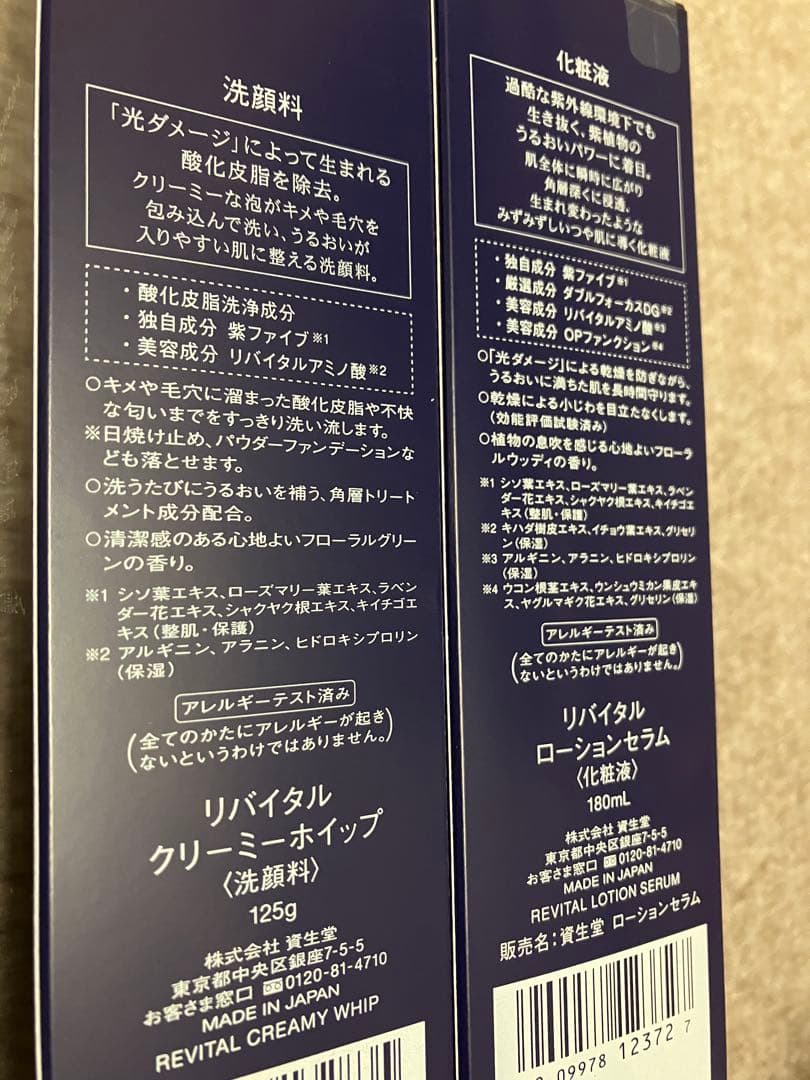 洗顔料
「光ダメージ」によって生まれる
酸化皮脂を除去。
クリーミーな泡がキメや毛穴を
包み込んで洗い、うるおいが
入りやすい肌に整える洗顔料。
・酸化皮脂洗浄成分
・独自成分 紫ファイブ※1
・美容成分 リバイタルアミノ酸※2
○キメや毛穴に溜まった酸化皮脂や不快
な匂いまでをすっきり洗い流します。
※日焼け止め、パウダーファンデーションな
ども落とせます。
○洗うたびにうるおいを補う、角層トリート
メント成分配合。
○清潔感のある心地よいフローラルグリー
ンの香り。
※1 シソ葉エキス、ローズマリー葉エキス、ラベン
ダー花エキス、シャクヤク根エキス、キイチゴエ
キス(整肌・保護)
※2 アルギニン、アラニン、ヒドロキシプロリン
(保湿)
アレルギーテスト済み
(全てのかたにアレルギーが起き
ないというわけではありません。)
リバイタル
クリーミーホイップ
〈洗顔料〉
125g
株式会社 資生堂
東京都中央区銀座7-5-5
お客さま窓口 0120-81-4710
MADE IN JAPAN
REVITAL CREAMY WHIP
化粧液
過酷な紫外線環境下でも
生き抜く、紫植物の
うるおいパワーに着目。
肌全体に瞬時に広がり
角層深くに浸透。
生まれ変わったような
みずみずしいつや肌に導く化粧液
・独自成分 紫ファイブ※1
・厳選成分 ダブルフォーカスDG※2
・美容成分 リバイタルアミノ酸※3
・美容成分 OPファンクション※4
○「光ダメージ」による乾燥を防ぎながら、
うるおいに満ちた肌を長時間守ります。
○乾燥による小じわを目立たなくします。
(効能評価試験済み)
○植物の息吹を感じる心地よいフローラ
ルウッディの香り。
※1 シソ葉エキス、ローズマリー葉エキス、ラベン
ダー花エキス、シャクヤク根エキス、キイチゴエ
キス(整肌・保護)
※2 キハダ樹皮エキス、イチョウ葉エキス、グリセリ
ン(保湿)
※3 アルギニン、アラニン、ヒドロキシプロリン
(保湿)
※4 ウコン根茎エキス、ウンシュウミカン果皮エキ
ス、ヤグルマギク花エキス、グリセリン(保湿)
アレルギーテスト済み
(全てのかたにアレルギーが起き
ないというわけではありません。)
リバイタル
ローションセラム
〈化粧液〉
180mL
株式会社 資生堂
東京都中央区銀座7-5-5
お客さま窓口 0120-81-4710
MADE IN JAPAN
REVITAL LOTION SERUM
販売名：資生堂 ローションセラム
09978 12372 7